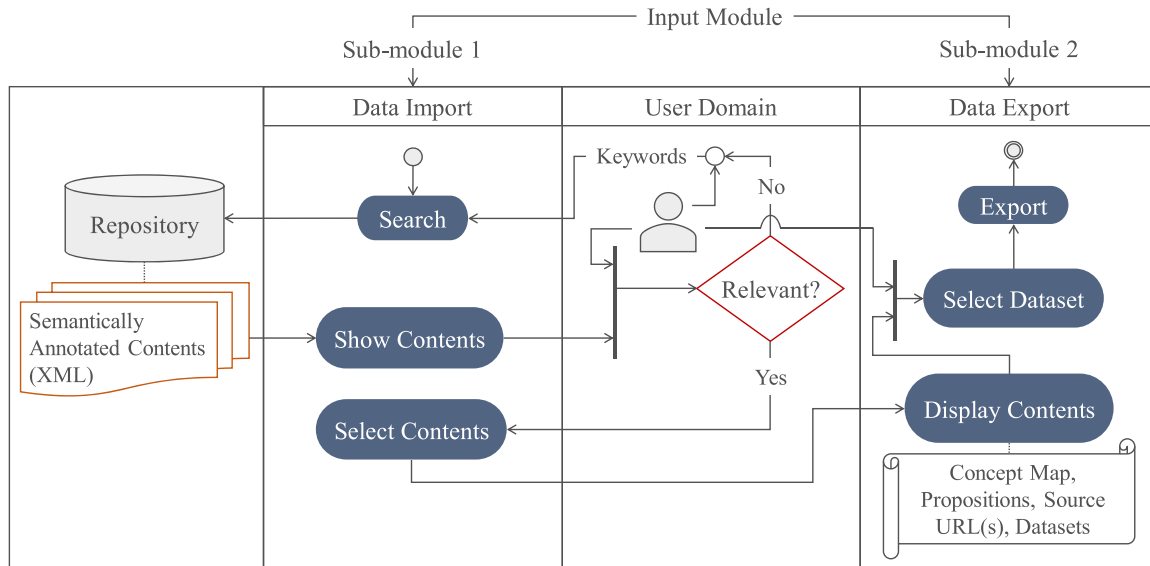 Input Module
Sub-module 1
Sub-module 2
Data Import
User Domain
Data Export
Keywords
No
Repository
Search
Export
Relevant?
Select Dataset
Semantically
Annotated Contents
(XML)
Show Contents
Yes
Select Contents
Display Contents
Concept Map,
Propositions, Source
URL(s), Datasets